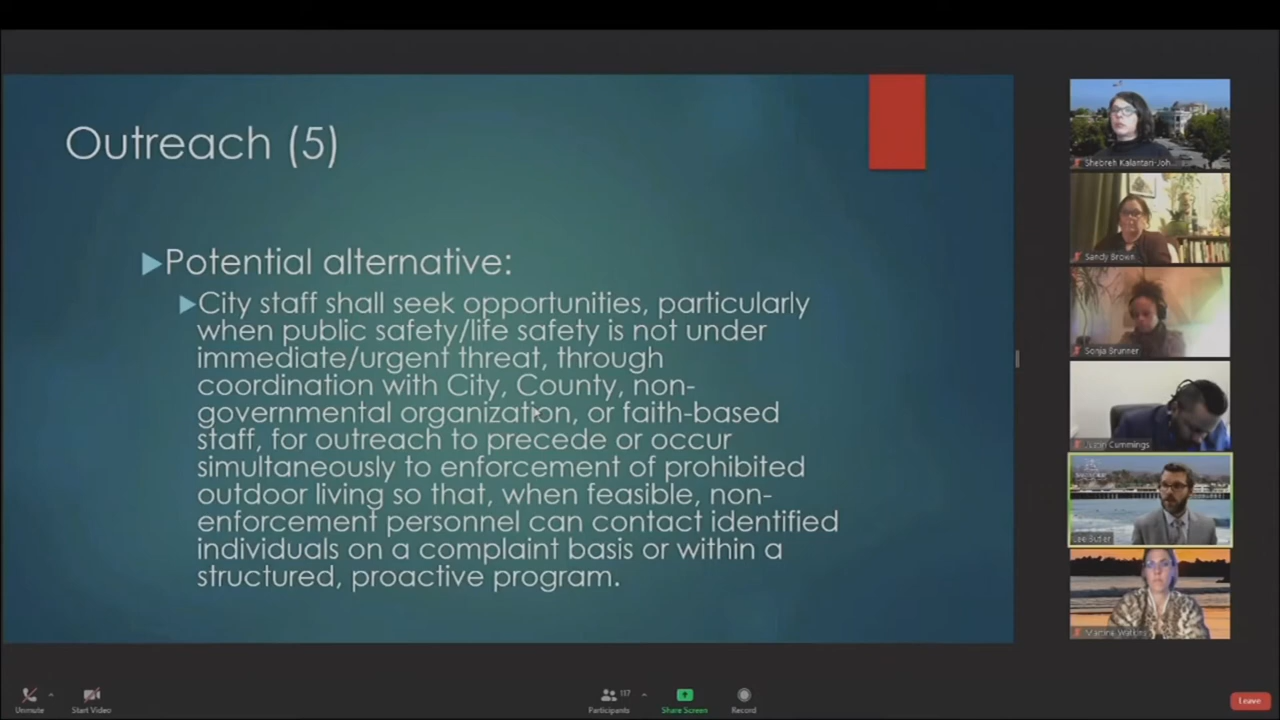 Outreach (5)
Potential alternative:
City staff shall seek opportunities, particularly
when public safety/life safety is not under
immediate/urgent threat, through
coordination with City, County, non-
governmental organization, or faith-based
staff, for outreach to precede or occur
simultaneously to enforcement of prohibited
outdoor living so that, when feasible, non-
enforcement personnel can contact identified
individuals on a complaint basis or within a
structured, proactive program.
Shebreh Kalantari-Joh...
Sandy Brown
Sonja Brunner
Justin Cummings
Lee Butler
Martine Watkins
Unmute
Start Video
Participants
117
Share Screen
Record
Leave